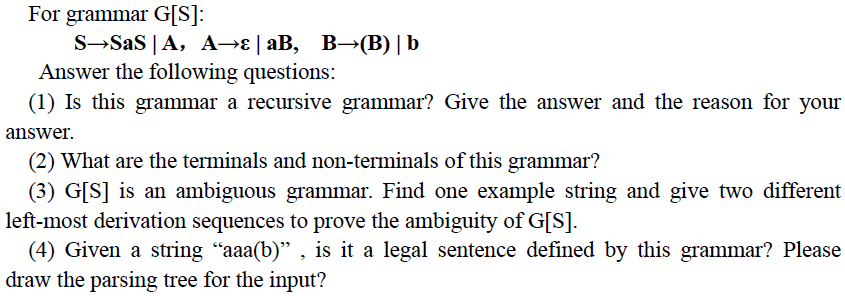 For grammar G[S]:
S→SaS | A, A→ε | aB, B→(B) | b
Answer the following questions:
(1) Is this grammar a recursive grammar? Give the answer and the reason for your
answer.
(2) What are the terminals and non-terminals of this grammar?
(3) G[S] is an ambiguous grammar. Find one example string and give two different
left-most derivation sequences to prove the ambiguity of G[S].
(4) Given a string “aaa(b)” , is it a legal sentence defined by this grammar? Please
draw the parsing tree for the input?